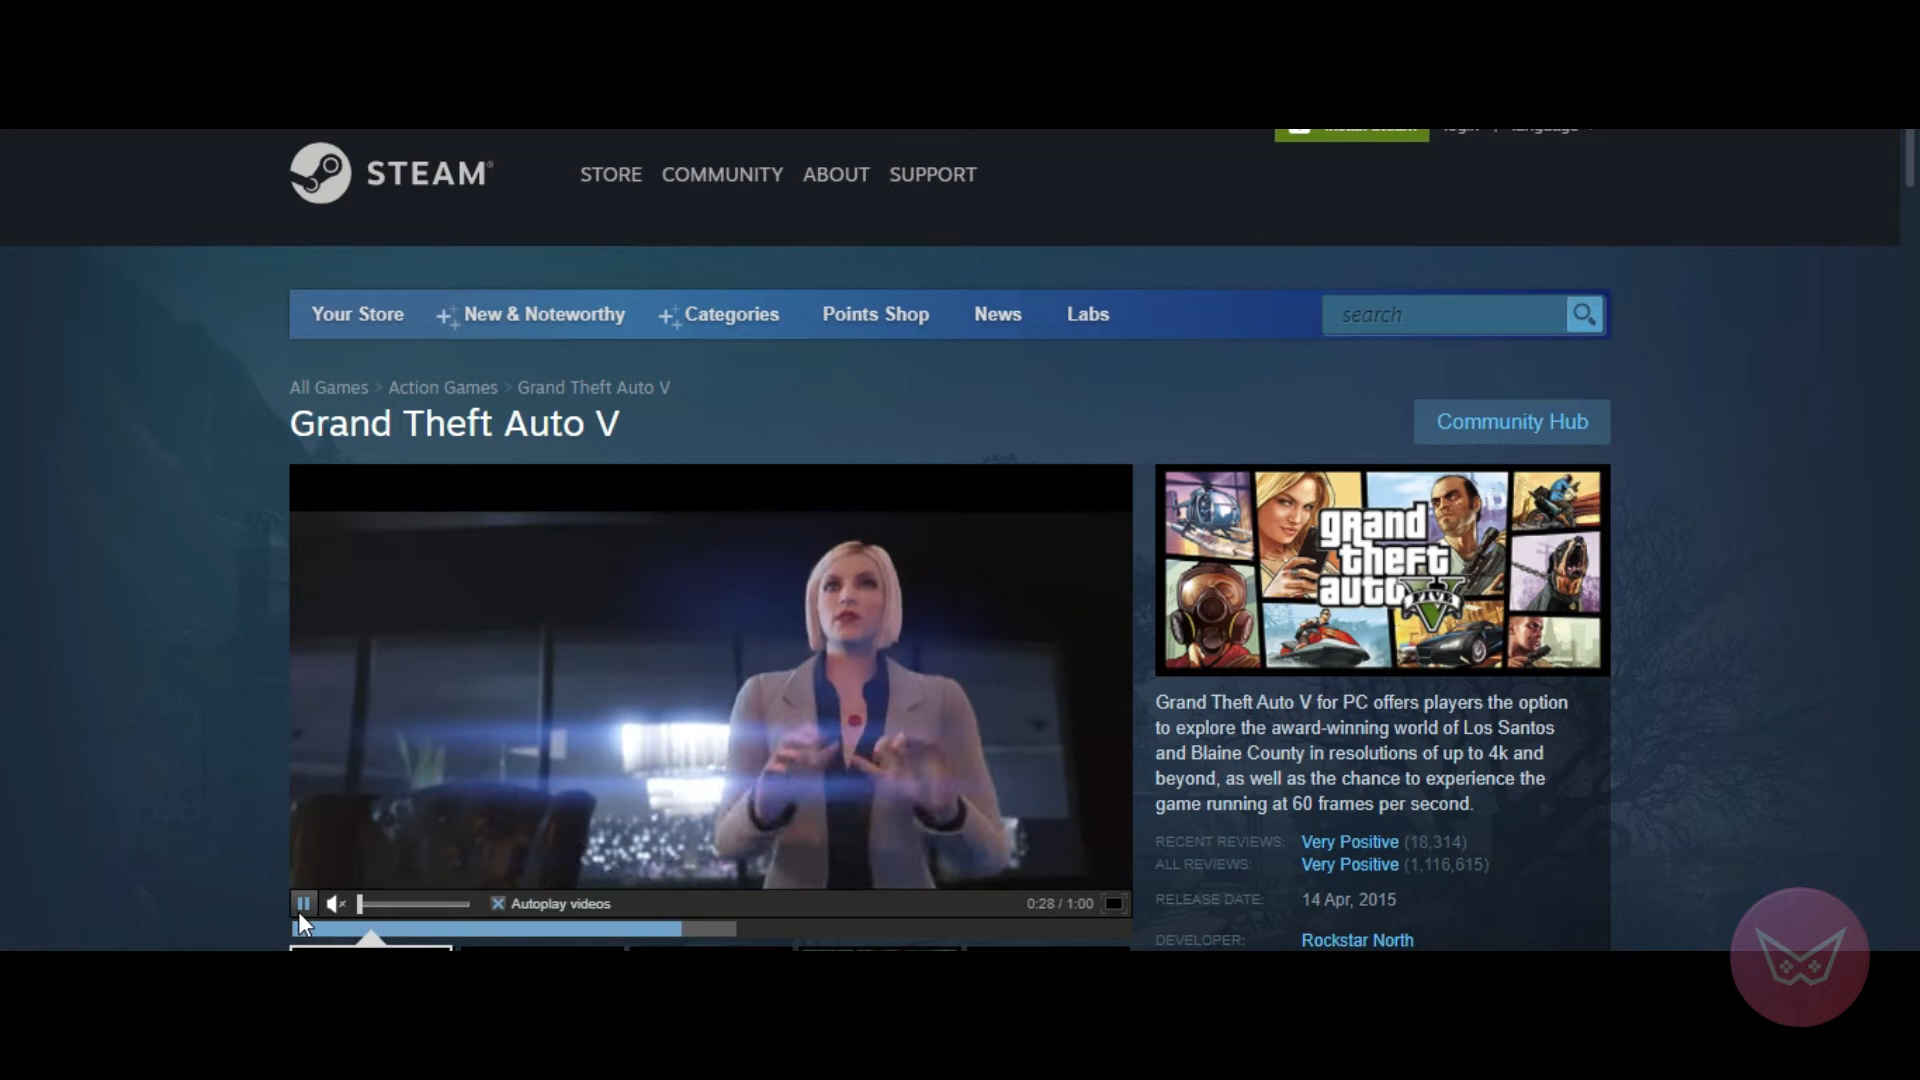 Install Steam login | language
STEAM®
STORE COMMUNITY ABOUT SUPPORT
Your Store New & Noteworthy Categories Points Shop News Labs search
All Games > Action Games > Grand Theft Auto V
Grand Theft Auto V
Community Hub
grand
theft
auto
FIVE
V
Grand Theft Auto V for PC offers players the option
to explore the award-winning world of Los Santos
and Blaine County in resolutions of up to 4k and
beyond, as well as the chance to experience the
game running at 60 frames per second.
RECENT REVIEWS: Very Positive (18,314)
ALL REVIEWS: Very Positive (1,116,615)
RELEASE DATE: 14 Apr, 2015
DEVELOPER: Rockstar North
Autoplay videos
0:28 / 1:00